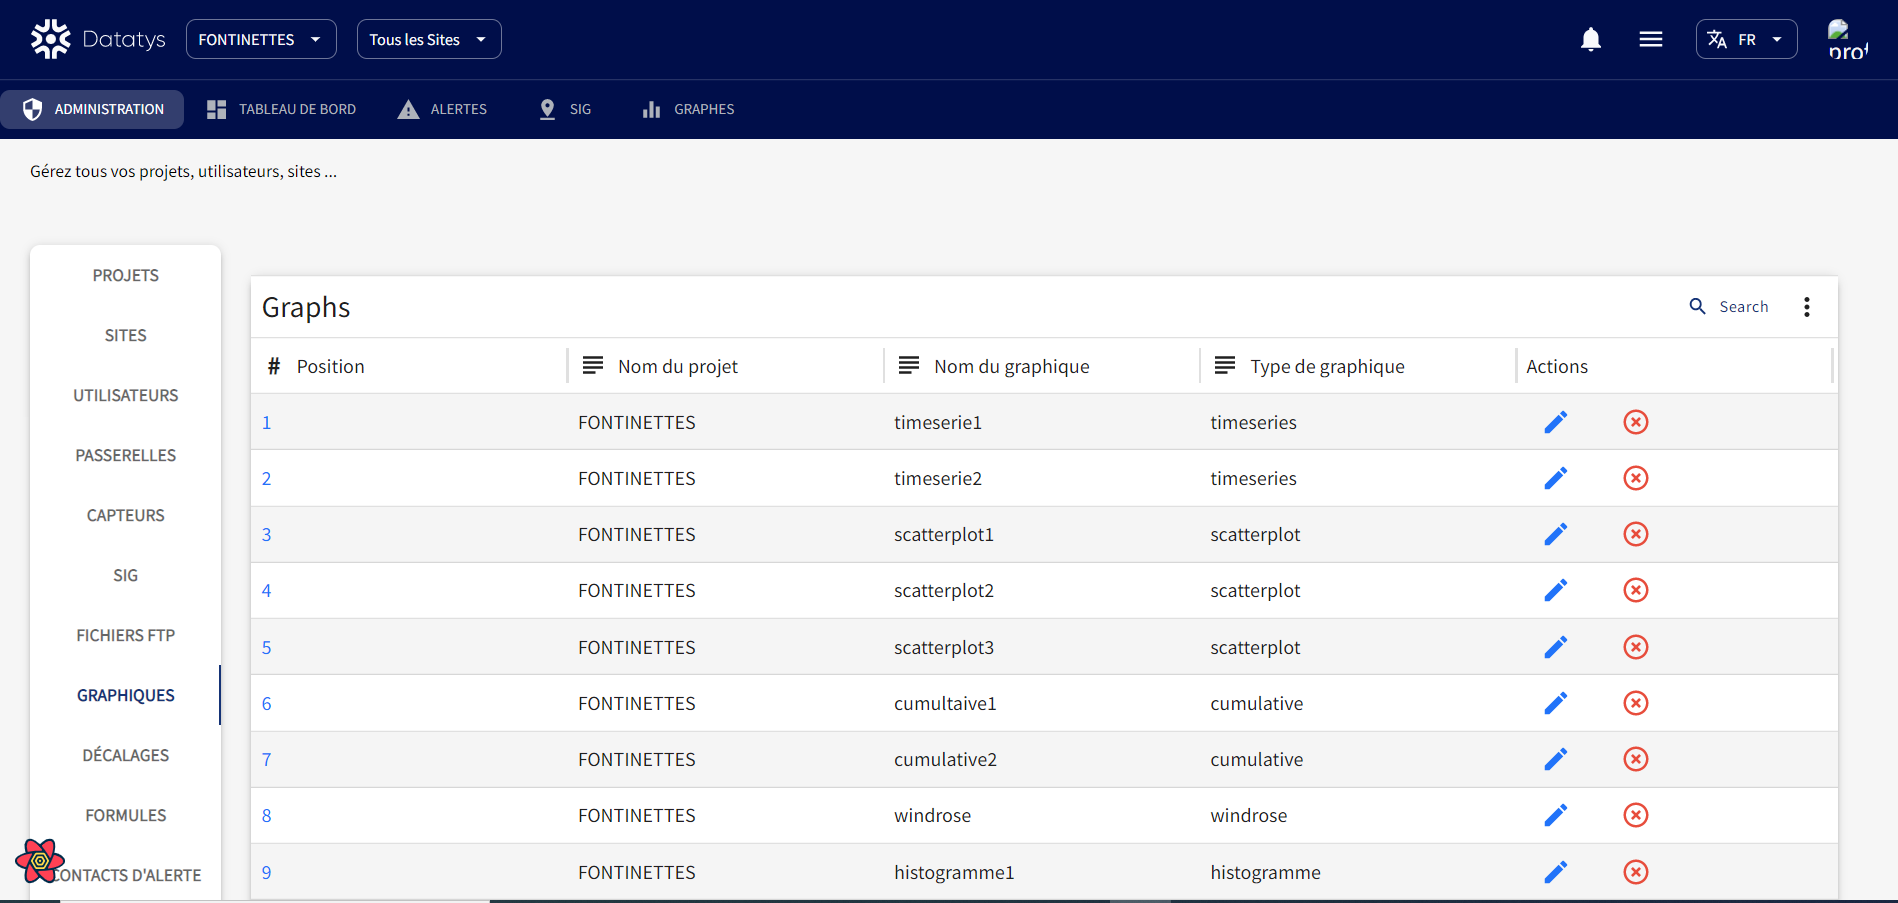 Datatys FONTINETTES Tous les Sites FR prof
ADMINISTRATION TABLEAU DE BORD ALERTES SIG GRAPHES
Gérez tous vos projets, utilisateurs, sites ...
PROJETS
SITES
UTILISATEURS
PASSERELLES
CAPTEURS
SIG
FICHIERS FTP
GRAPHIQUES
DÉCALAGES
FORMULES
CONTACTS D'ALERTE
Graphs Search
# Position Nom du projet Nom du graphique Type de graphique Actions
1 FONTINETTES timeserie1 timeseries
2 FONTINETTES timeserie2 timeseries
3 FONTINETTES scatterplot1 scatterplot
4 FONTINETTES scatterplot2 scatterplot
5 FONTINETTES scatterplot3 scatterplot
6 FONTINETTES cumultaive1 cumulative
7 FONTINETTES cumulative2 cumulative
8 FONTINETTES windrose windrose
9 FONTINETTES histogramme1 histogramme